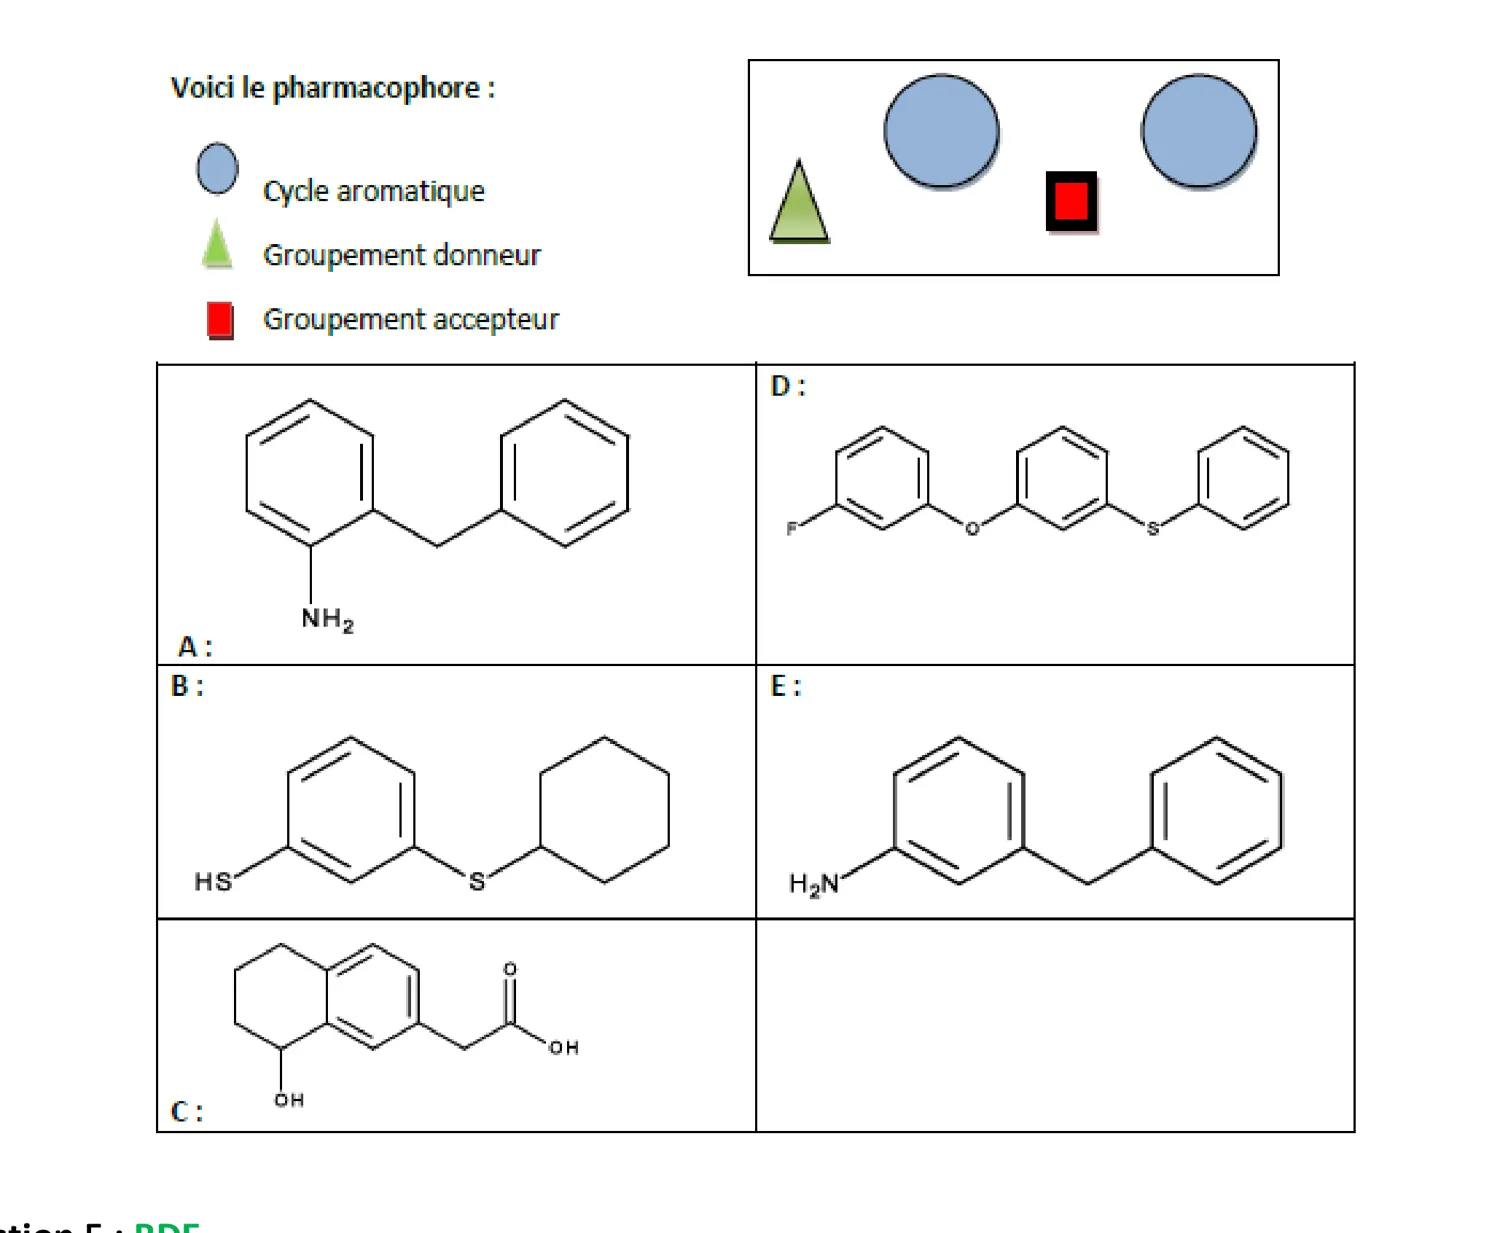 Voici le pharmacophore :
Cycle aromatique
Groupement donneur
Groupement accepteur
NH2
A :
D :
F
O
S
B :
HS
S
E :
H2N
O
OH
OH
C :